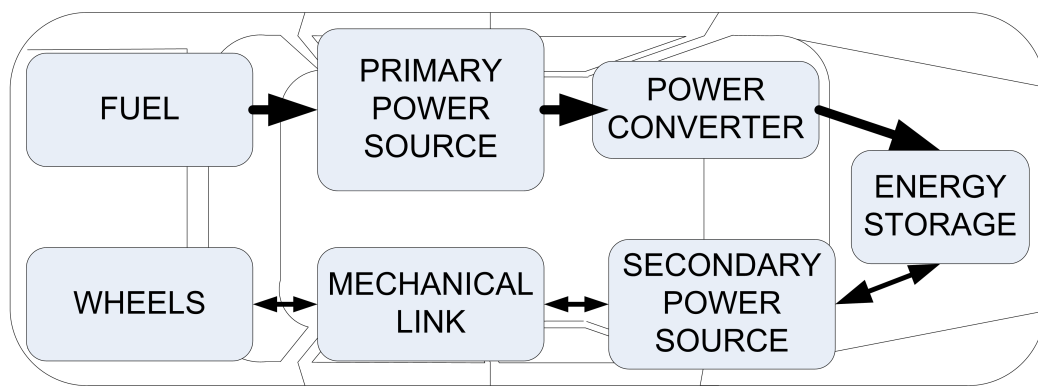 FUEL
PRIMARY
POWER
SOURCE
POWER
CONVERTER
ENERGY
STORAGE
WHEELS
MECHANICAL
LINK
SECONDARY
POWER
SOURCE